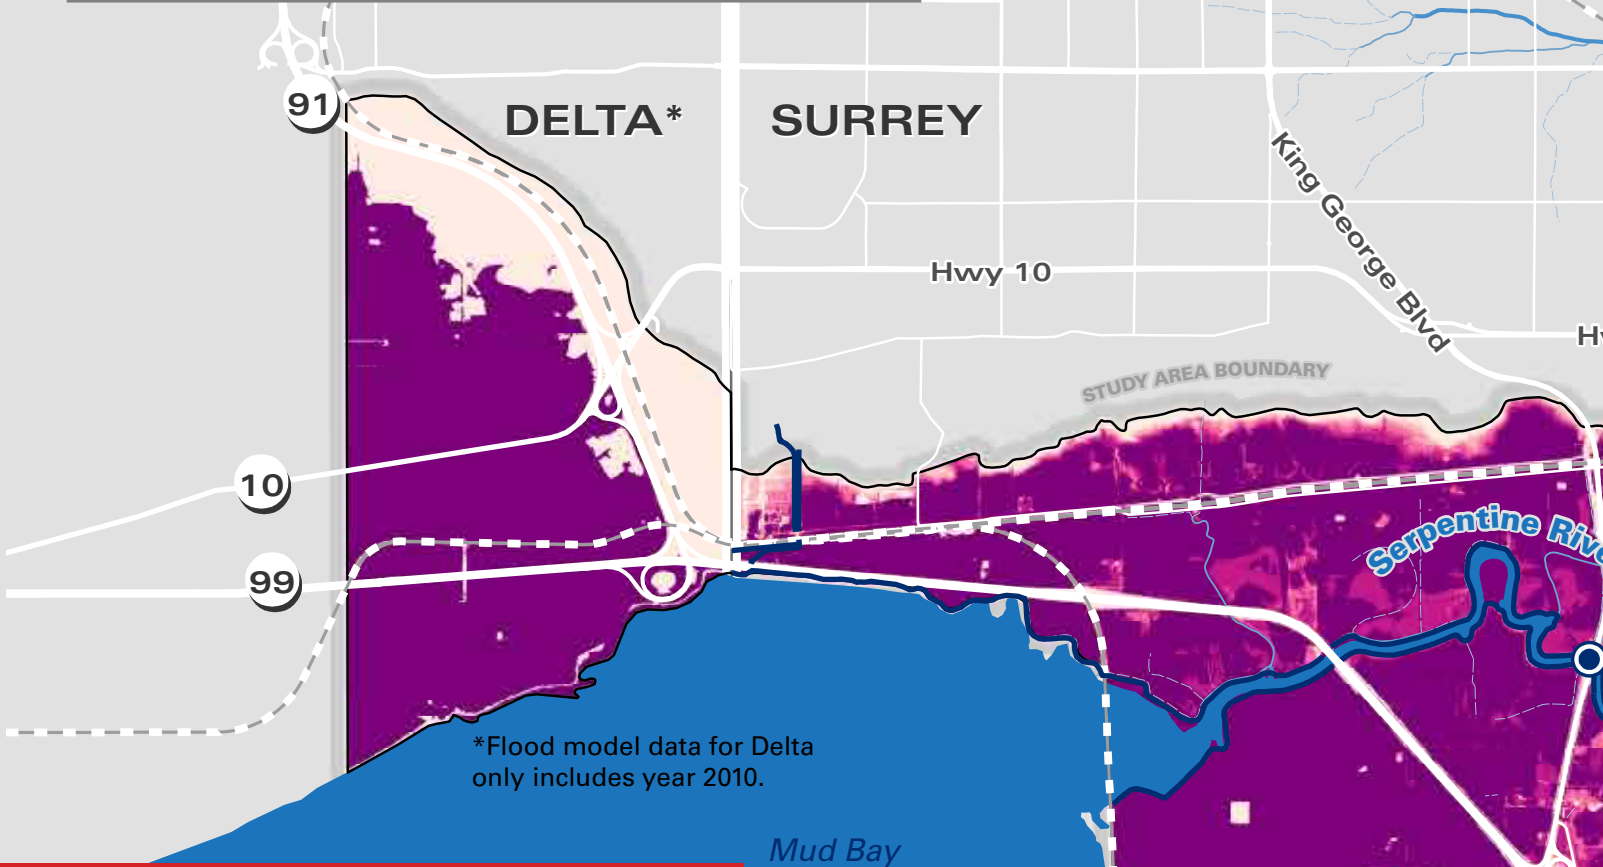 91
DELTA*
SURREY
King George Blvd
Hwy 10
STUDY AREA BOUNDARY
10
Serpentine
99
*Flood model data for Delta
only includes year 2010.
Mud Bay